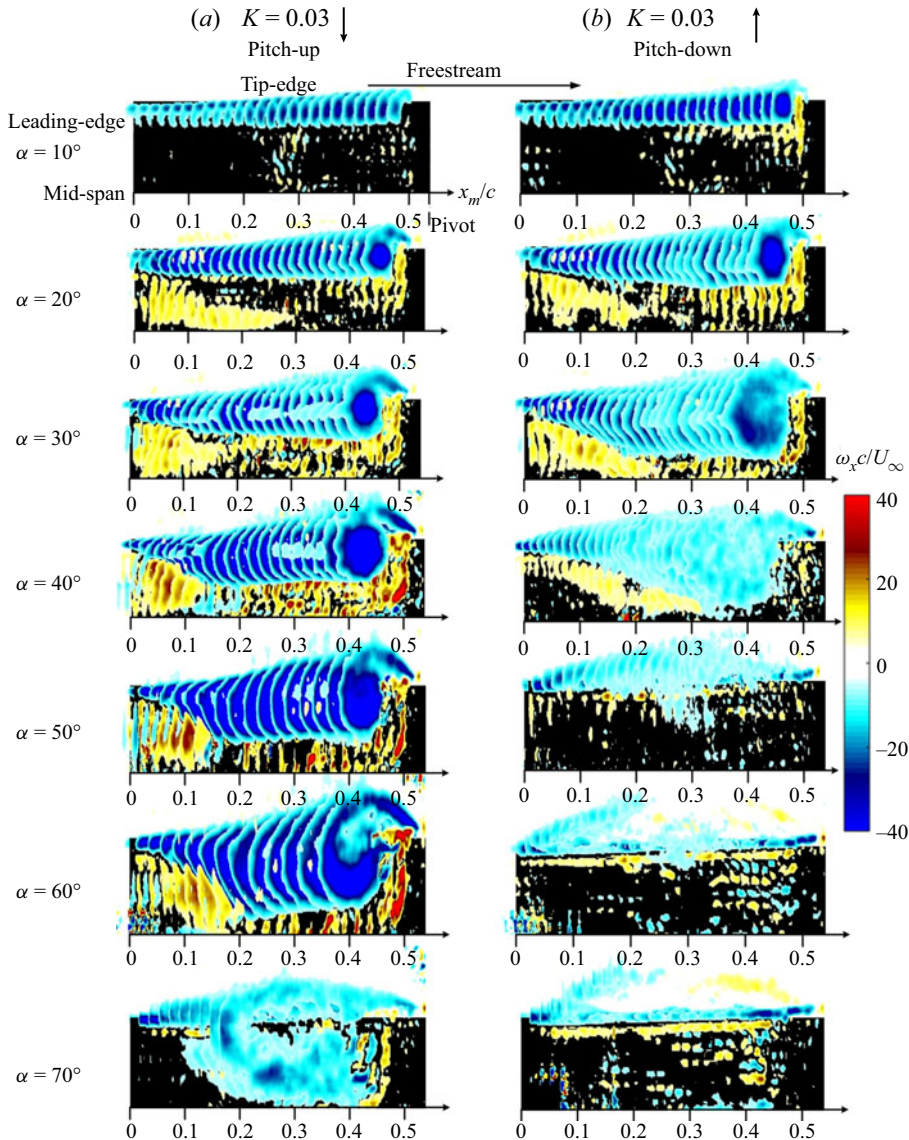 (a) K = 0.03 ↓ (b) K = 0.03 ↑
Pitch-up Pitch-down
Freestream
Tip-edge
Leading-edge
α = 10°
Mid-span x_m/c
0 0.1 0.2 0.3 0.4 0.5 0 0.1 0.2 0.3 0.4 0.5
Pivot
α = 20°
0 0.1 0.2 0.3 0.4 0.5 0 0.1 0.2 0.3 0.4 0.5
α = 30°
ω_x c/U_∞
0 0.1 0.2 0.3 0.4 0.5 0 0.1 0.2 0.3 0.4 0.5
40
α = 40°
20
0 0.1 0.2 0.3 0.4 0.5 0 0.1 0.2 0.3 0.4 0.5
0
α = 50°
–20
0 0.1 0.2 0.3 0.4 0.5 0 0.1 0.2 0.3 0.4 0.5
–40
α = 60°
0 0.1 0.2 0.3 0.4 0.5 0 0.1 0.2 0.3 0.4 0.5
α = 70°
0 0.1 0.2 0.3 0.4 0.5 0 0.1 0.2 0.3 0.4 0.5